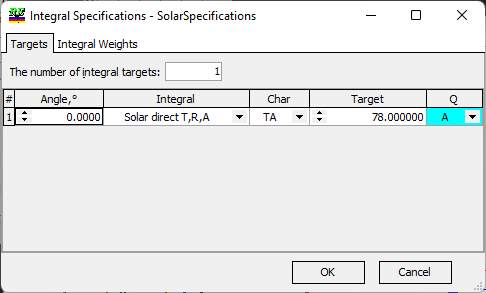 Integral Specifications - SolarSpecifications
Targets Integral Weights
The number of integral targets: 1
# Angle,° Integral Char Target Q
1 0.0000 Solar direct T,R,A TA 78.000000 A
OK Cancel